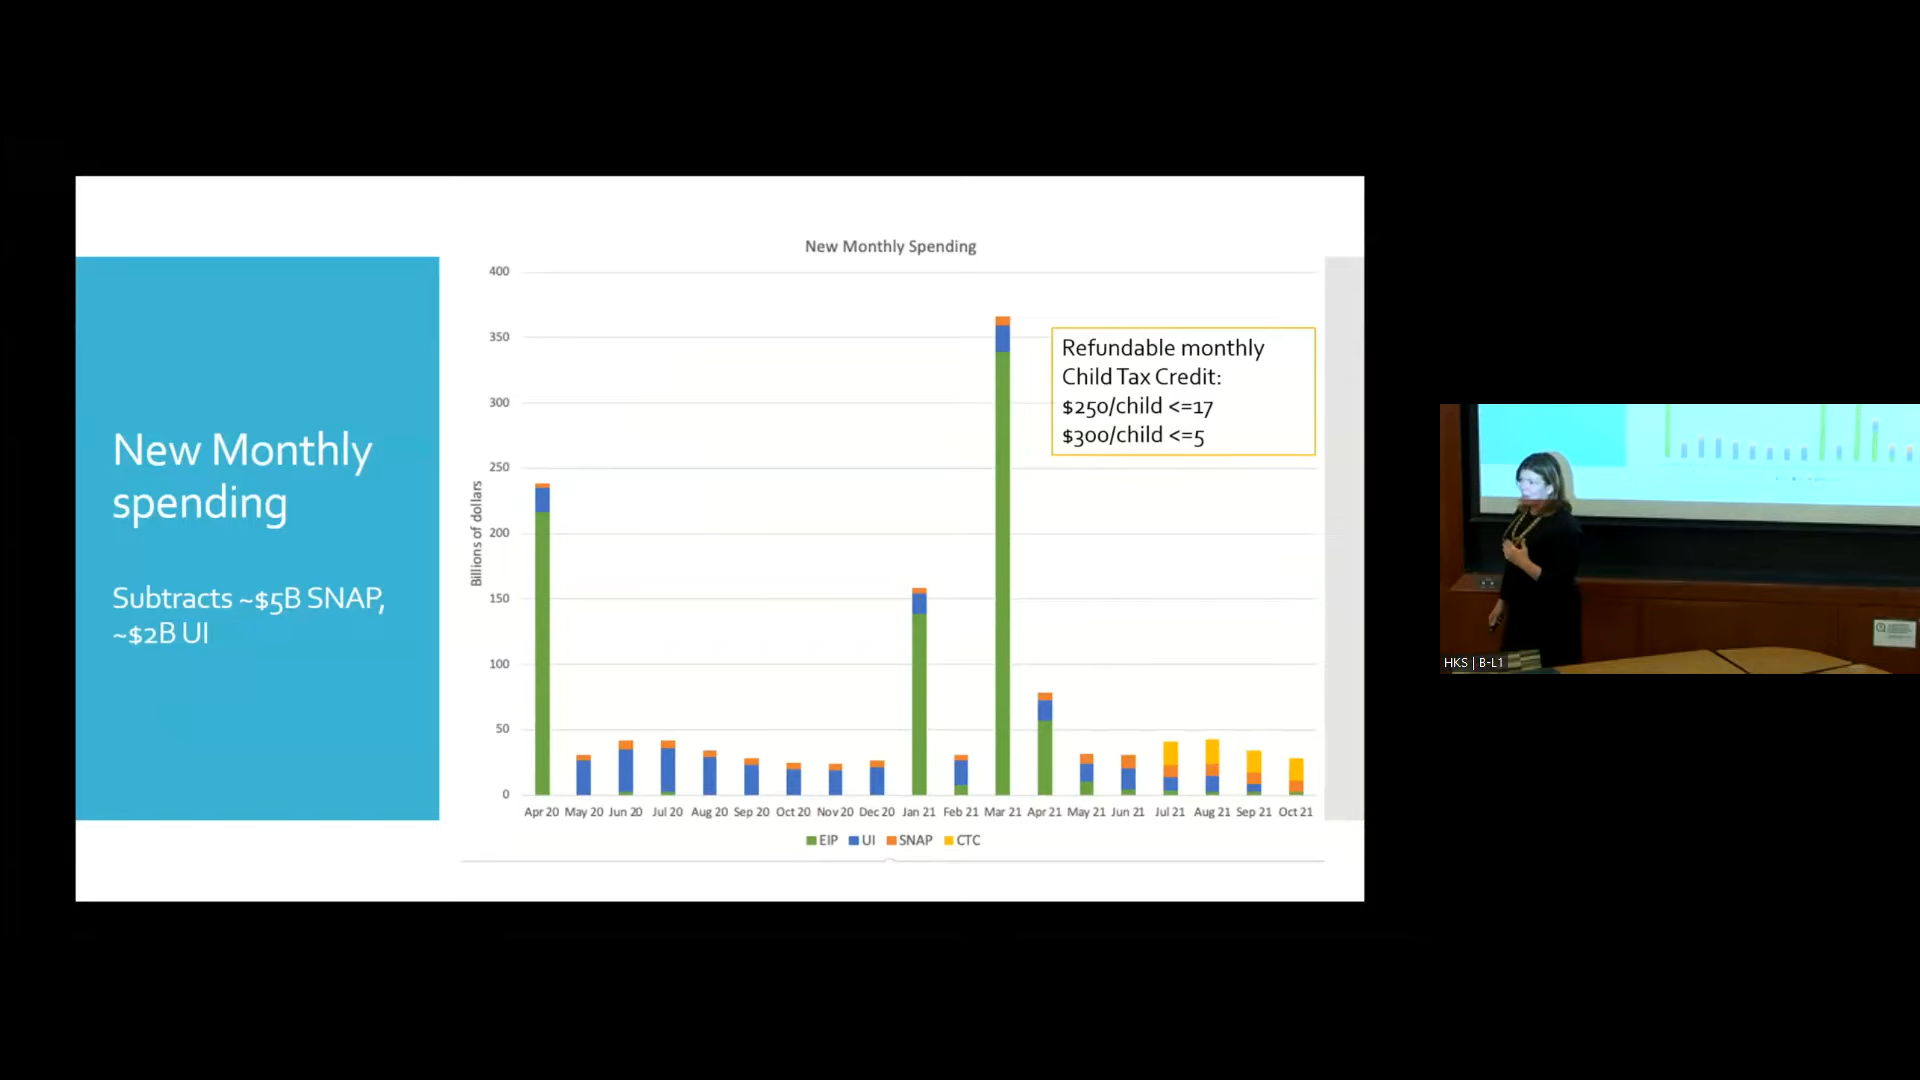 New Monthly
spending
Subtracts ~$5B SNAP,
~$2B UI
New Monthly Spending
400
350
300
250
200
150
100
50
0
Billions of dollars
Refundable monthly
Child Tax Credit:
$250/child <=17
$300/child <=5
Apr 20 May 20 Jun 20 Jul 20 Aug 20 Sep 20 Oct 20 Nov 20 Dec 20 Jan 21 Feb 21 Mar 21 Apr 21 May 21 Jun 21 Jul 21 Aug 21 Sep 21 Oct 21
EIP UI SNAP CTC
HKS | B-L1